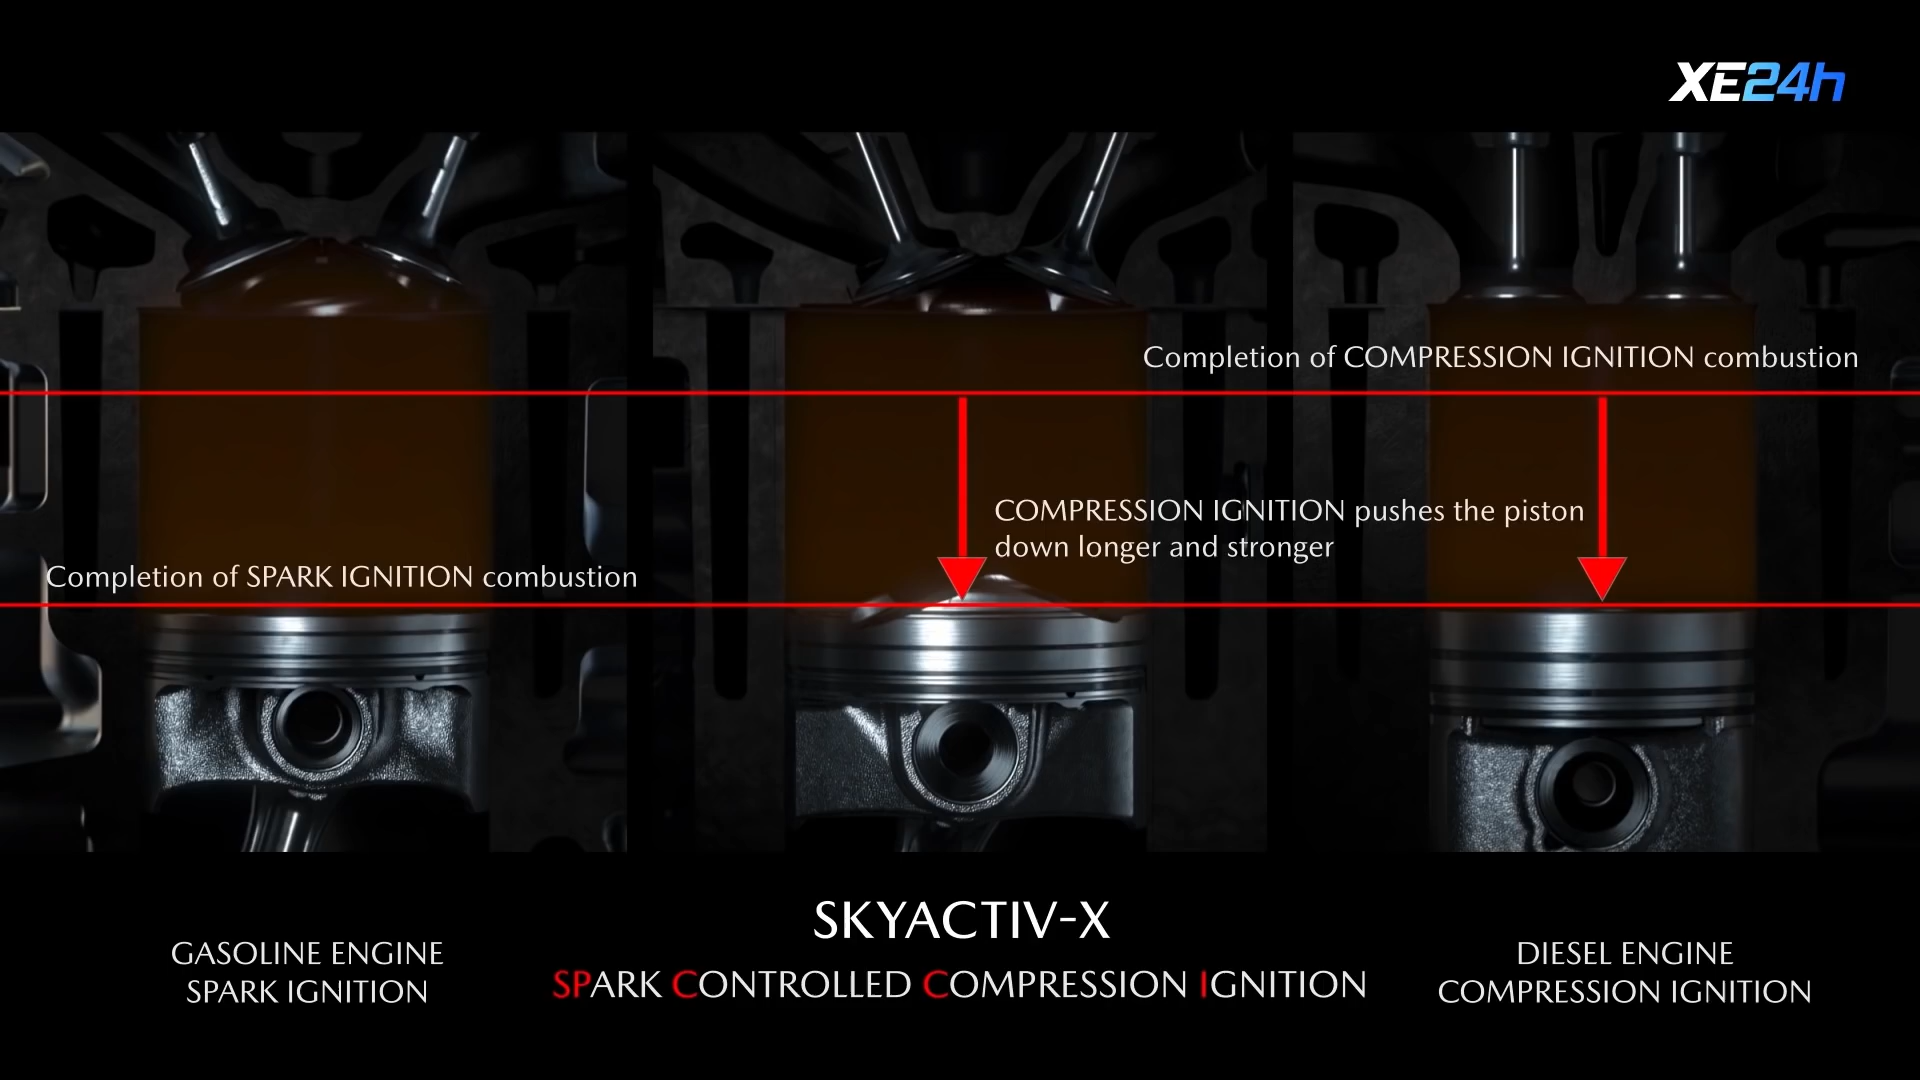 XE24h
Completion of COMPRESSION IGNITION combustion
COMPRESSION IGNITION pushes the piston
down longer and stronger
Completion of SPARK IGNITION combustion
GASOLINE ENGINE
SPARK IGNITION
SKYACTIV-X
SPARK CONTROLLED COMPRESSION IGNITION
DIESEL ENGINE
COMPRESSION IGNITION